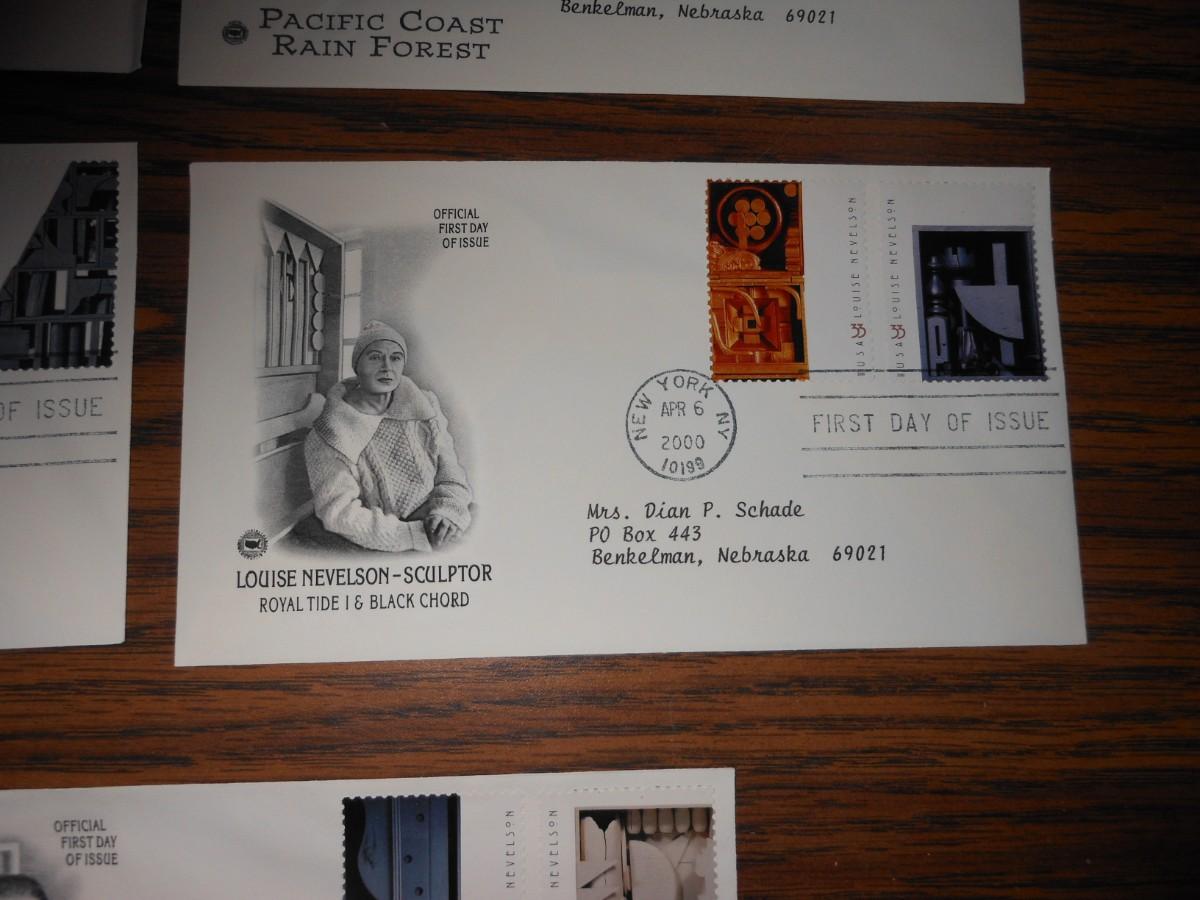 PACIFIC COAST
RAIN FOREST
Benkelman, Nebraska 69021
OF ISSUE
OFFICIAL
FIRST DAY
OF ISSUE
USA 33 LOUISE NEVELSON
USA 33 LOUISE NEVELSON
NEW YORK NY
APR 6
2000
10199
FIRST DAY OF ISSUE
Mrs. Dian P. Schade
PO Box 443
Benkelman, Nebraska 69021
LOUISE NEVELSON-SCULPTOR
ROYAL TIDE I & BLACK CHORD
OFFICIAL
FIRST DAY
OF ISSUE
NEVELSON
NEVELSON